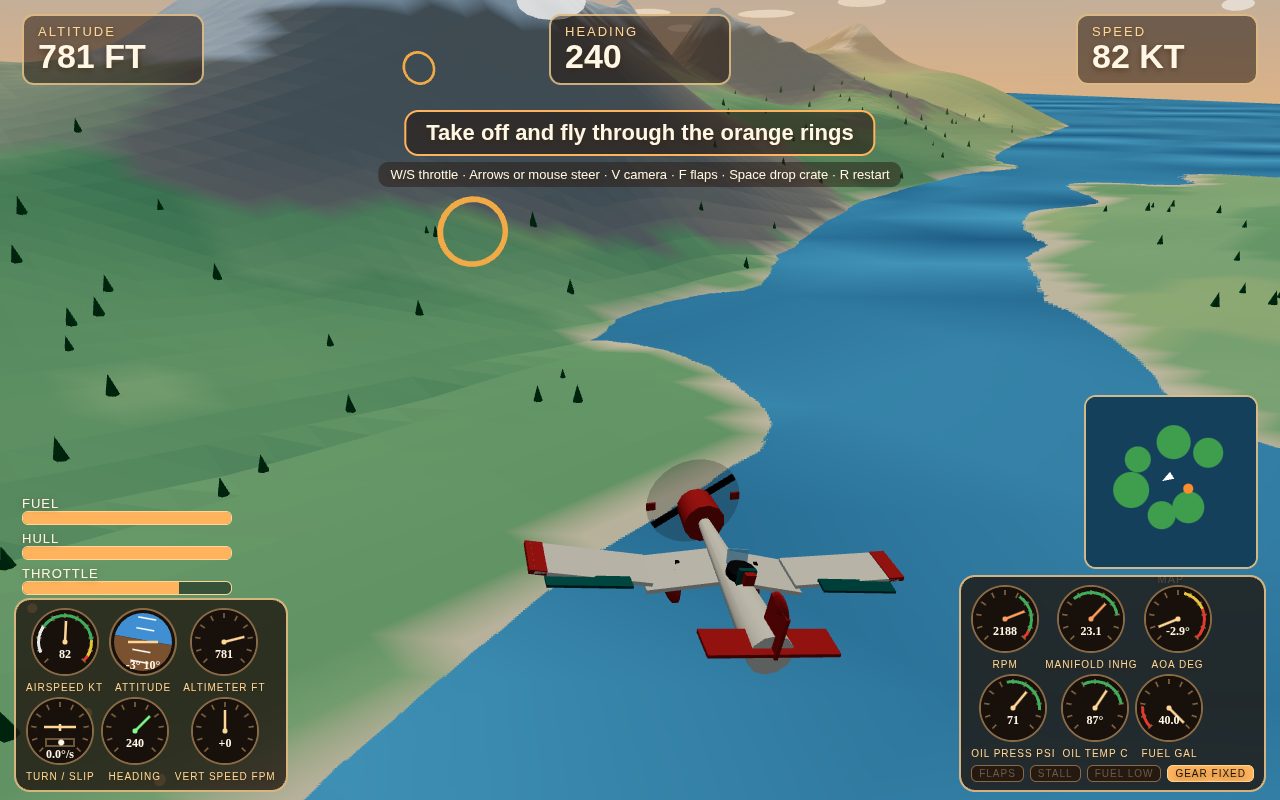 ALTITUDE
781 FT
HEADING
240
SPEED
82 KT
Take off and fly through the orange rings
W/S throttle · Arrows or mouse steer · V camera · F flaps · Space drop crate · R restart
FUEL
HULL
THROTTLE
82
-3° 10°
781
AIRSPEED KT
ATTITUDE
ALTIMETER FT
0.0°/s
240
+0
TURN / SLIP
HEADING
VERT SPEED FPM
MAP
2188
23.1
-2.9°
RPM
MANIFOLD INHG
AOA DEG
71
87°
40.0
OIL PRESS PSI
OIL TEMP C
FUEL GAL
FLAPS
STALL
FUEL LOW
GEAR FIXED